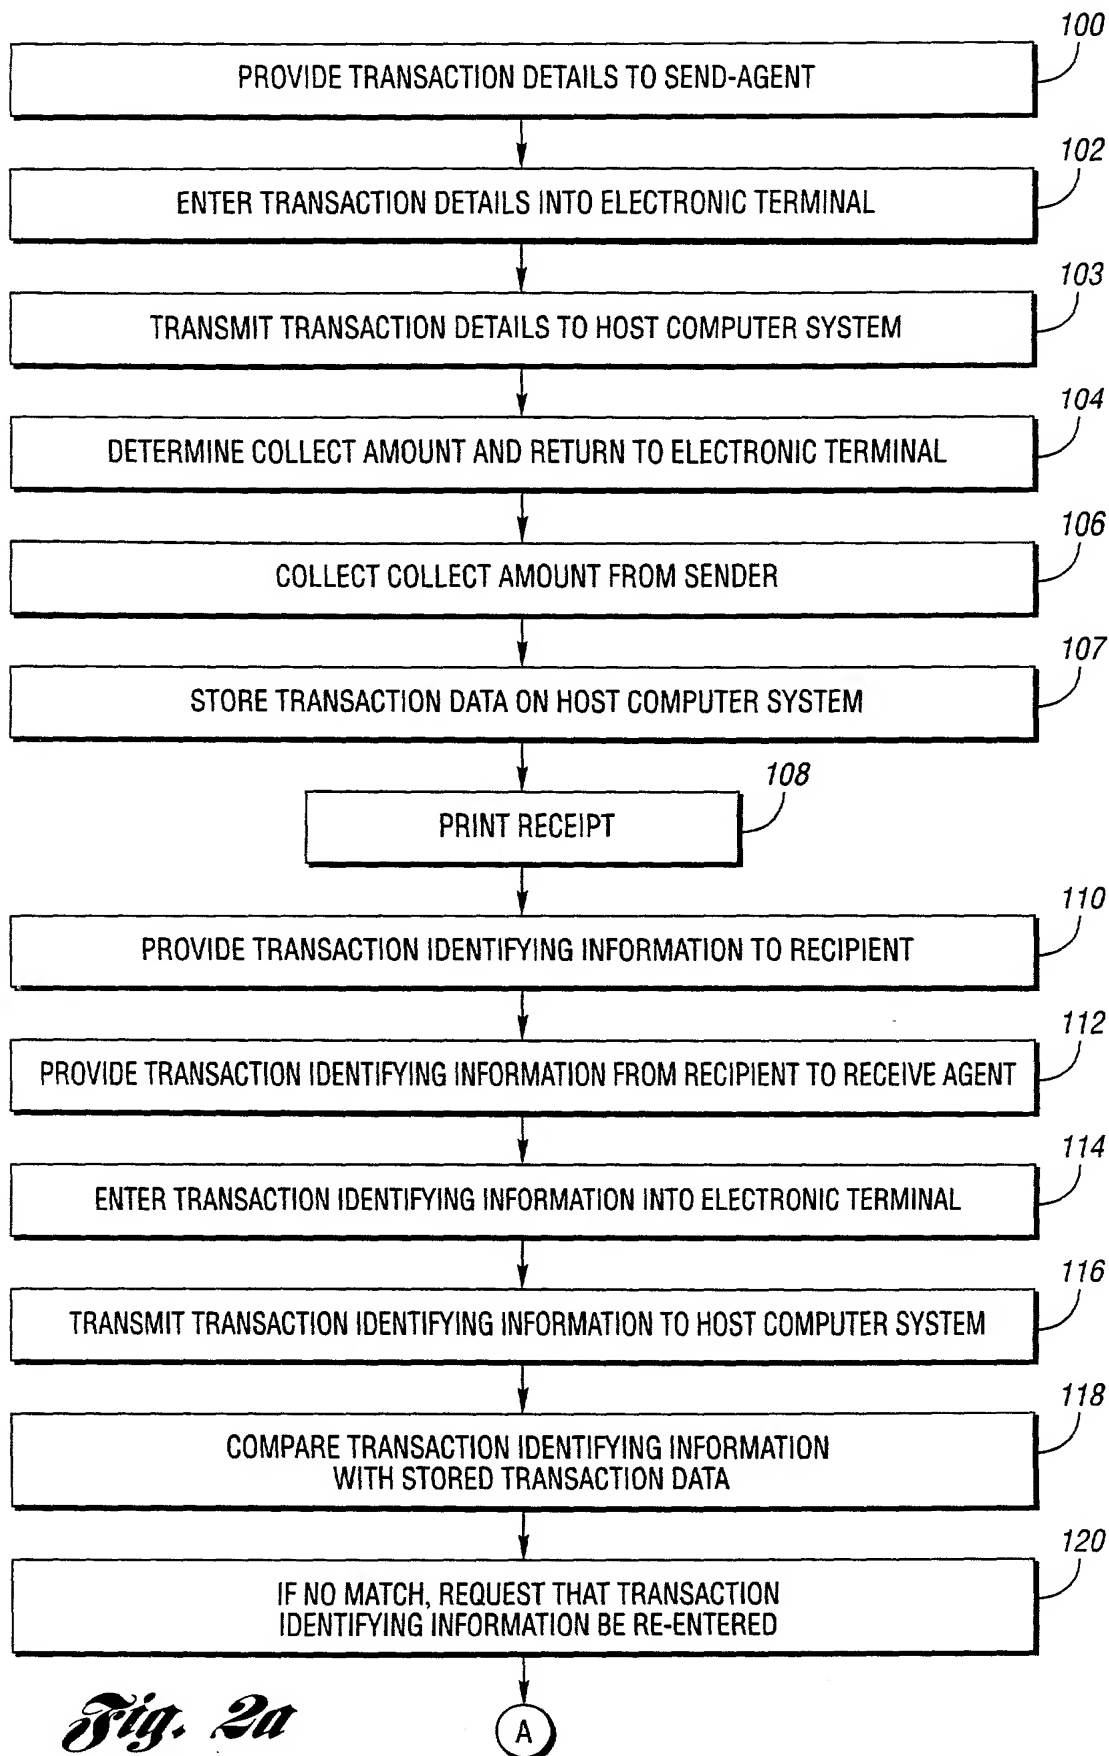 100
PROVIDE TRANSACTION DETAILS TO SEND-AGENT
102
ENTER TRANSACTION DETAILS INTO ELECTRONIC TERMINAL
103
TRANSMIT TRANSACTION DETAILS TO HOST COMPUTER SYSTEM
104
DETERMINE COLLECT AMOUNT AND RETURN TO ELECTRONIC TERMINAL
106
COLLECT COLLECT AMOUNT FROM SENDER
107
STORE TRANSACTION DATA ON HOST COMPUTER SYSTEM
108
PRINT RECEIPT
110
PROVIDE TRANSACTION IDENTIFYING INFORMATION TO RECIPIENT
112
PROVIDE TRANSACTION IDENTIFYING INFORMATION FROM RECIPIENT TO RECEIVE AGENT
114
ENTER TRANSACTION IDENTIFYING INFORMATION INTO ELECTRONIC TERMINAL
116
TRANSMIT TRANSACTION IDENTIFYING INFORMATION TO HOST COMPUTER SYSTEM
118
COMPARE TRANSACTION IDENTIFYING INFORMATION
WITH STORED TRANSACTION DATA
120
IF NO MATCH, REQUEST THAT TRANSACTION
IDENTIFYING INFORMATION BE RE-ENTERED
Fig. 2a
A